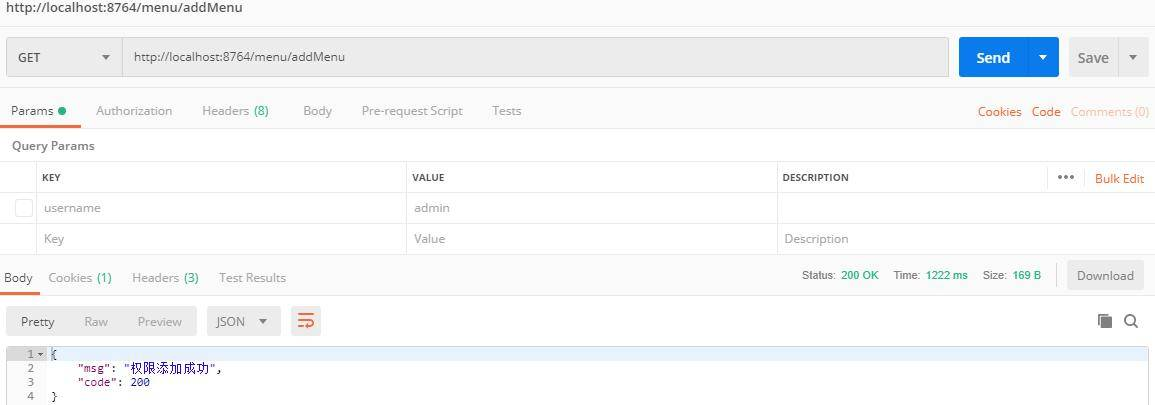 http://localhost:8764/menu/addMenu
GET http://localhost:8764/menu/addMenu Send Save
Params Authorization Headers (8) Body Pre-request Script Tests Cookies Code Comments (0)
Query Params
KEY VALUE DESCRIPTION ••• Bulk Edit
username admin
Key Value Description
Body Cookies (1) Headers (3) Test Results Status: 200 OK Time: 1222 ms Size: 169 B Download
Pretty Raw Preview JSON
1 {
2 "msg": "权限添加成功",
3 "code": 200
4 }